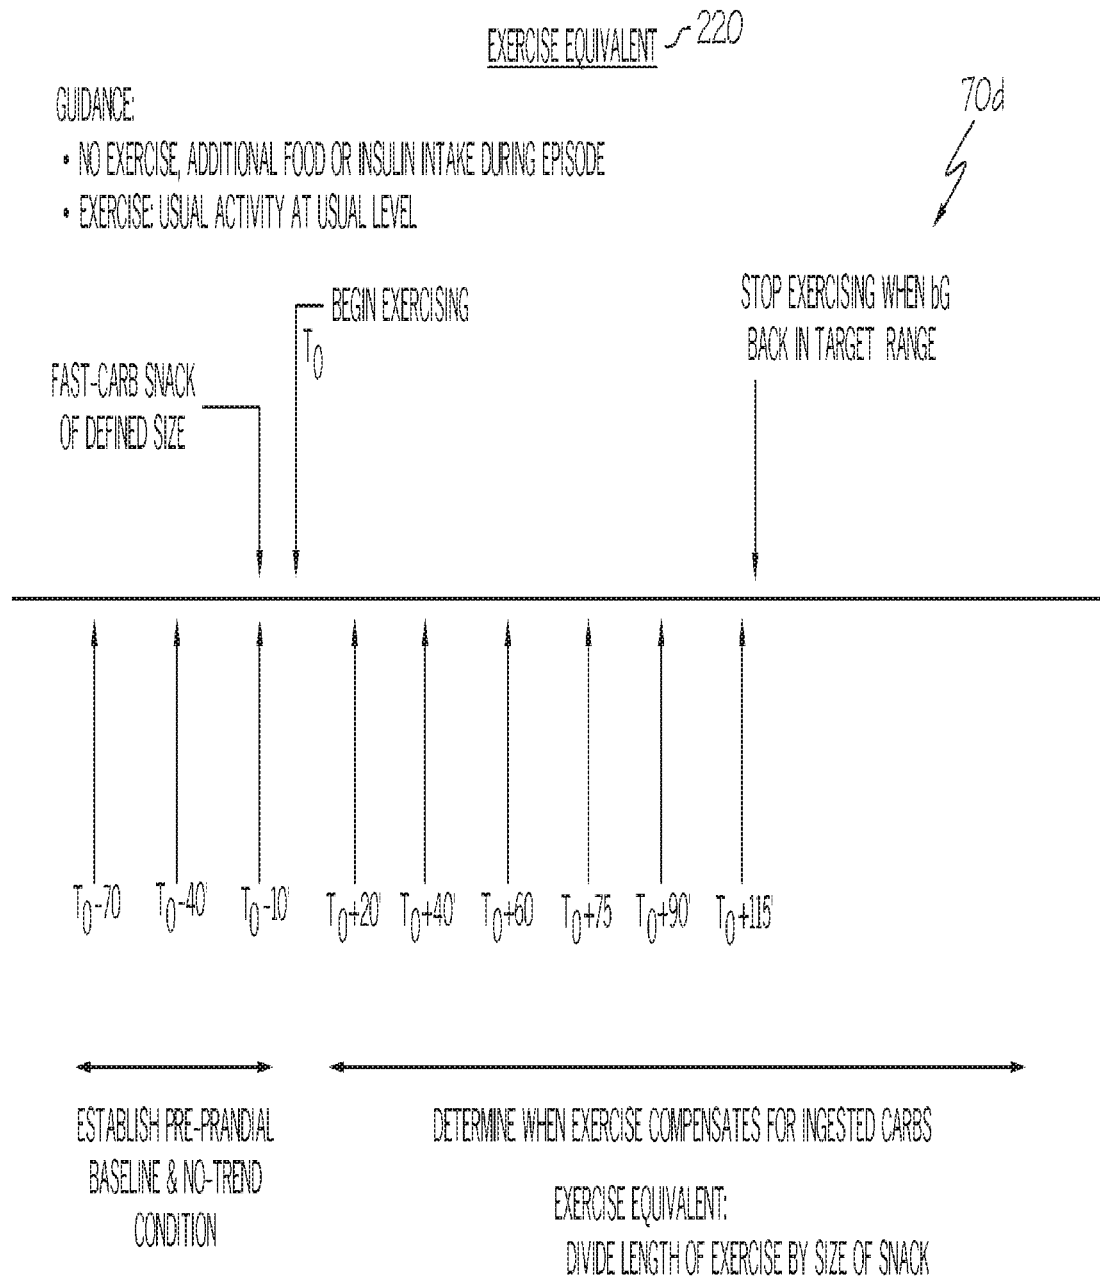 EXERCISE EQUIVALENT 220
GUIDANCE:
• NO EXERCISE, ADDITIONAL FOOD OR INSULIN INTAKE DURING EPISODE
• EXERCISE: USUAL ACTIVITY AT USUAL LEVEL
70d
BEGIN EXERCISING
T0
STOP EXERCISING WHEN bG
BACK IN TARGET RANGE
FAST-CARB SNACK
OF DEFINED SIZE
T0-70 T0-40' T0-10' T0+20' T0+40' T0+60 T0+75 T0+90' T0+115'
ESTABLISH PRE-PRANDIAL
BASELINE & NO-TREND
CONDITION
DETERMINE WHEN EXERCISE COMPENSATES FOR INGESTED CARBS
EXERCISE EQUIVALENT:
DIVIDE LENGTH OF EXERCISE BY SIZE OF SNACK